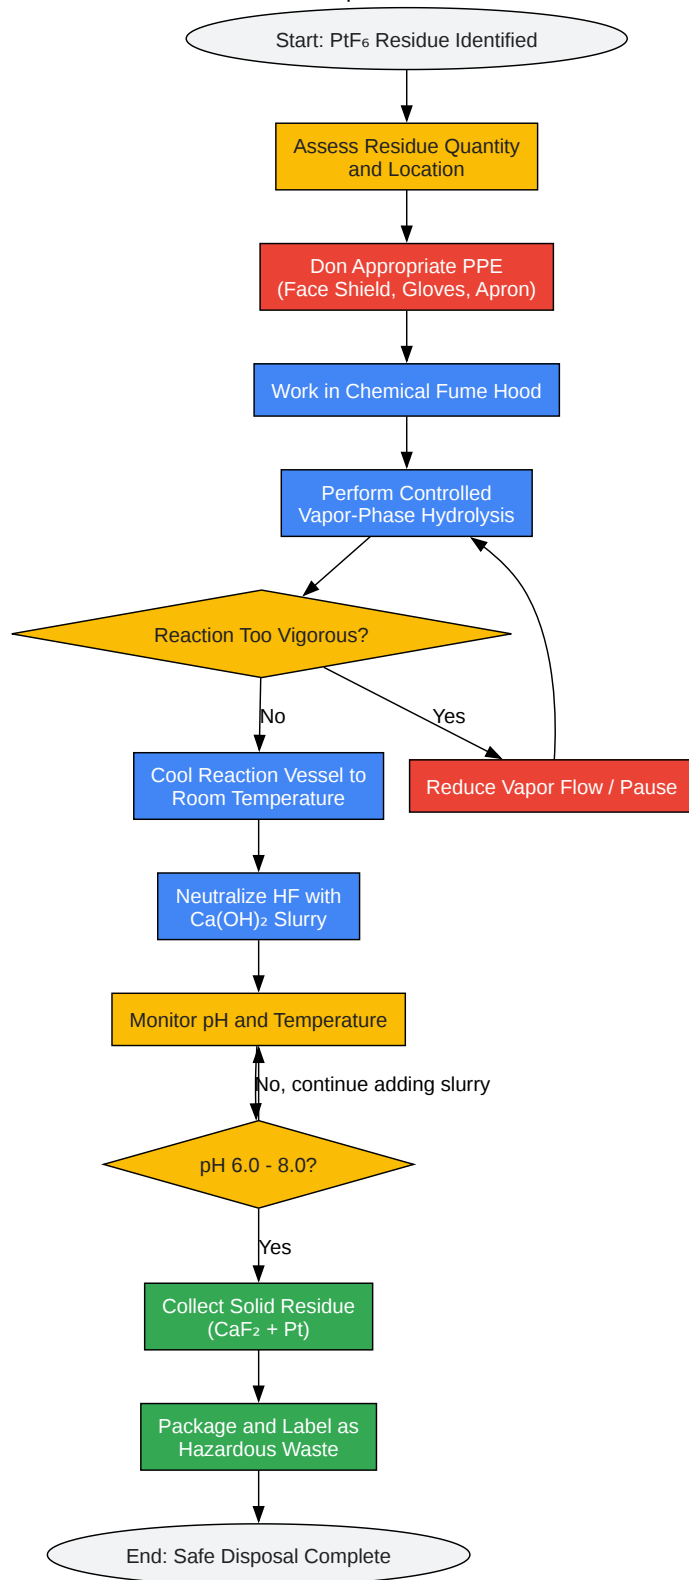 Start: PtF₆ Residue Identified
Assess Residue Quantity
and Location
Don Appropriate PPE
(Face Shield, Gloves, Apron)
Work in Chemical Fume Hood
Perform Controlled
Vapor-Phase Hydrolysis
Reaction Too Vigorous?
No
Yes
Cool Reaction Vessel to
Room Temperature
Reduce Vapor Flow / Pause
Neutralize HF with
Ca(OH)₂ Slurry
Monitor pH and Temperature
No, continue adding slurry
pH 6.0 - 8.0?
Yes
Collect Solid Residue
(CaF₂ + Pt)
Package and Label as
Hazardous Waste
End: Safe Disposal Complete